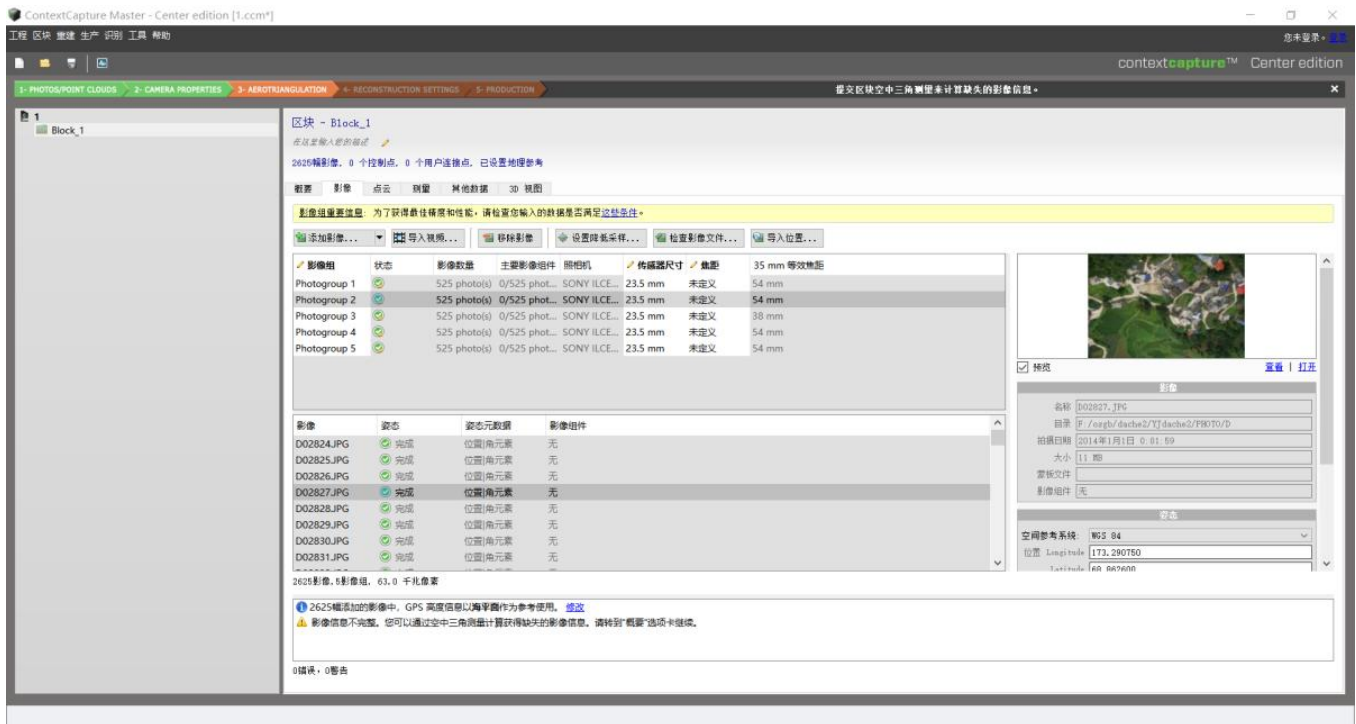 ContextCapture Master - Center edition [1.ccm*]
工程 区块 重建 生产 识别 工具 帮助
您未登录。登录
contextcapture™ Center edition
1- PHOTOS/POINT CLOUDS 2- CAMERA PROPERTIES 3- AEROTRIANGULATION 4- RECONSTRUCTION SETTINGS 5- PRODUCTION 提交区块空中三角测量来计算缺失的影像信息。
1
Block_1
区块 - Block_1
在这里输入您的描述
2625幅影像, 0 个控制点, 0 个用户连接点, 已设置地理参考
概要 影像 点云 测量 其他数据 3D 视图
影像组重要信息: 为了获得最佳精度和性能,请检查您输入的数据是否满足这些条件。
添加影像... 导入视频... 移除影像 设置降低采样... 检查影像文件... 导入位置...
影像组 状态 影像数量 主要影像组件 照相机 传感器尺寸 焦距 35 mm 等效焦距
Photogroup 1 525 photo(s) 0/525 phot... SONY ILCE... 23.5 mm 未定义 54 mm
Photogroup 2 525 photo(s) 0/525 phot... SONY ILCE... 23.5 mm 未定义 54 mm
Photogroup 3 525 photo(s) 0/525 phot... SONY ILCE... 23.5 mm 未定义 38 mm
Photogroup 4 525 photo(s) 0/525 phot... SONY ILCE... 23.5 mm 未定义 54 mm
Photogroup 5 525 photo(s) 0/525 phot... SONY ILCE... 23.5 mm 未定义 54 mm
预览 查看 | 打开
影像
名称 D02827.JPG
目录 F:/osgb/dache2/YJdache2/PHOTO/D
拍摄日期 2014年1月1日 0:01:59
大小 11 MB
蒙板文件
影像组件 无
姿态
空间参考系统: WGS 84
位置 Longitude 173.290750
Latitude 68.862600
影像 姿态 姿态元数据 影像组件
D02824.JPG 完成 位置|角元素 无
D02825.JPG 完成 位置|角元素 无
D02826.JPG 完成 位置|角元素 无
D02827.JPG 完成 位置|角元素 无
D02828.JPG 完成 位置|角元素 无
D02829.JPG 完成 位置|角元素 无
D02830.JPG 完成 位置|角元素 无
D02831.JPG 完成 位置|角元素 无
2625影像,5影像组, 63.0 千兆像素
2625幅添加的影像中, GPS 高度信息以海平面作为参考使用。 修改
影像信息不完整。您可以通过空中三角测量计算获得缺失的影像信息。请转到"概要"选项卡继续。
0错误,0警告